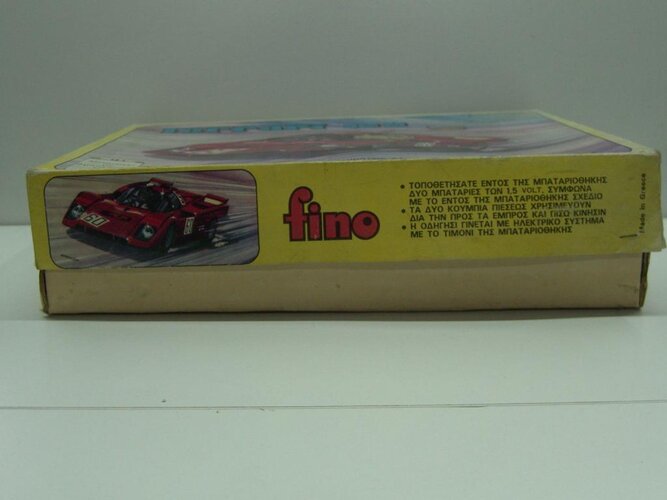 fino
• ΤΟΠΟΘΕΤΗΣΑΤΕ ΕΝΤΟΣ ΤΗΣ ΜΠΑΤΑΡΙΟΘΗΚΗΣ
ΔΥΟ ΜΠΑΤΑΡΙΕΣ ΤΩΝ 1,5 VOLT, ΣΥΜΦΩΝΑ
ΜΕ ΤΟ ΕΝΤΟΣ ΤΗΣ ΜΠΑΤΑΡΙΟΘΗΚΗΣ ΣΧΕΔΙΟ
• ΤΑ ΔΥΟ ΚΟΥΜΠΙΑ ΠΙΕΣΕΩΣ ΧΡΗΣΙΜΕΥΟΥΝ
ΔΙΑ ΤΗΝ ΠΡΟΣ ΤΑ ΕΜΠΡΟΣ ΚΑΙ ΠΙΣΩ ΚΙΝΗΣΙΝ
• Η ΟΔΗΓΗΣΙ ΓΙΝΕΤΑΙ ΜΕ ΗΛΕΚΤΡΙΚΟ ΣΥΣΤΗΜΑ
ΜΕ ΤΟ ΤΙΜΟΝΙ ΤΗΣ ΜΠΑΤΑΡΙΟΘΗΚΗΣ
Made in Greece